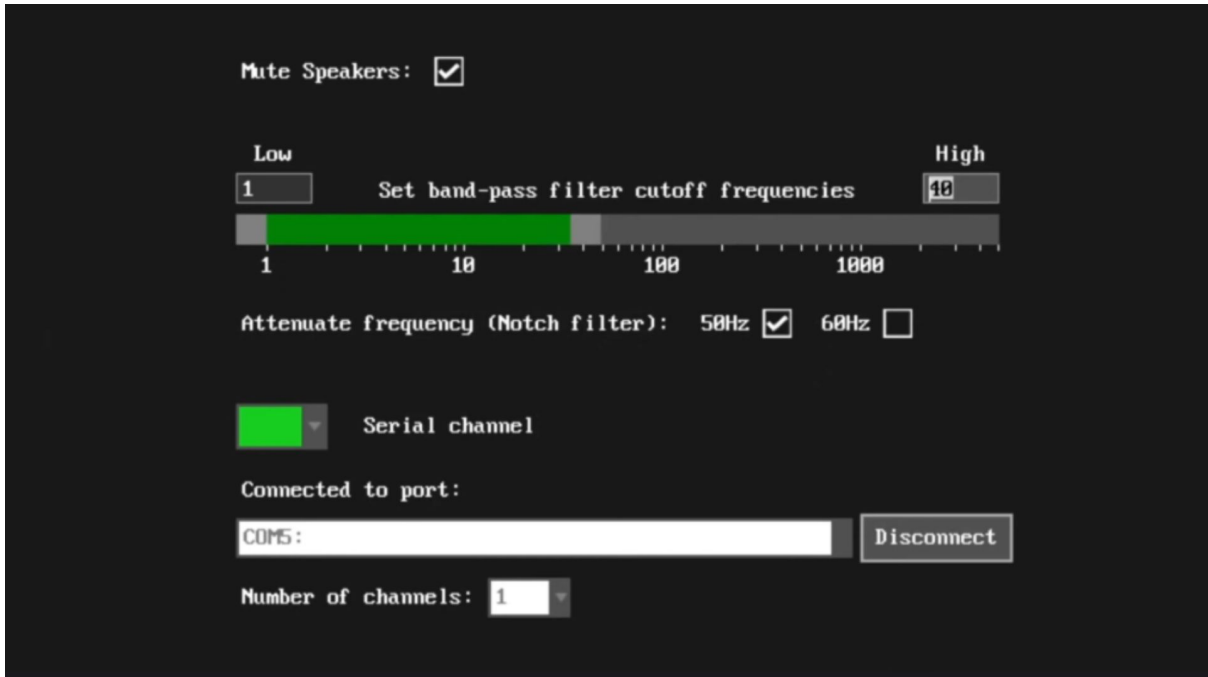 Mute Speakers:
Low High
1 Set band-pass filter cutoff frequencies 40
1 10 100 1000
Attenuate frequency (Notch filter): 50Hz 60Hz
Serial channel
Connected to port:
COM5: Disconnect
Number of channels: 1